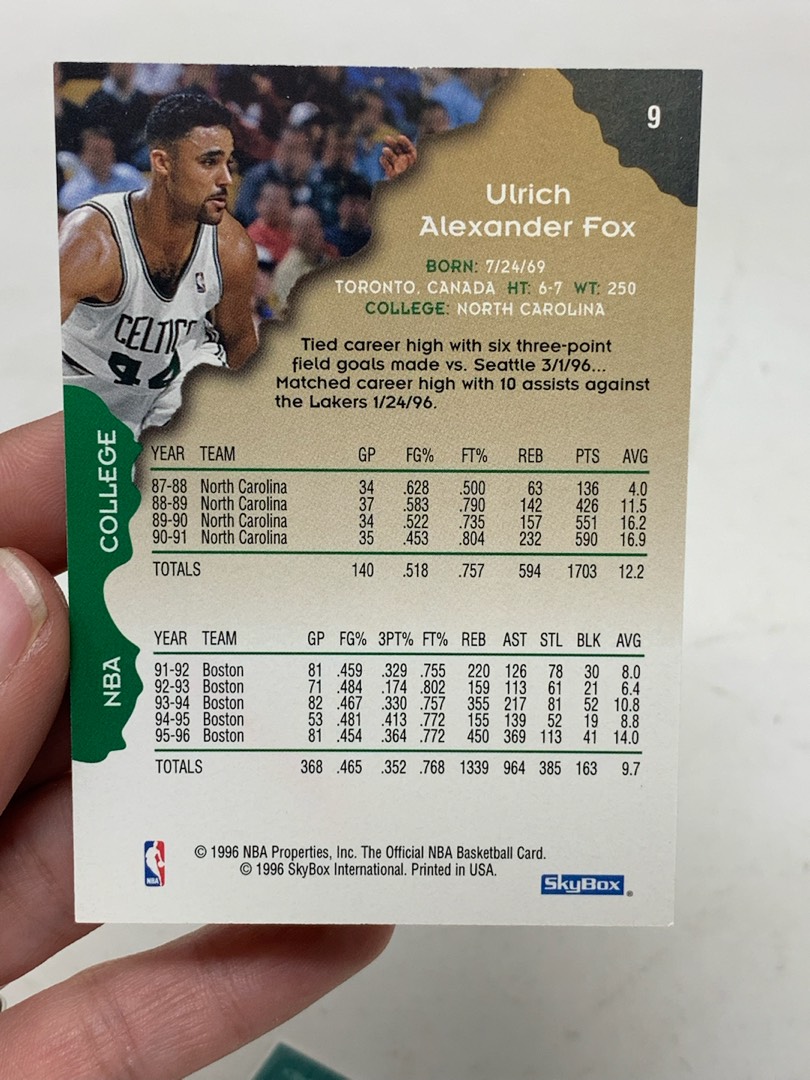 9
Ulrich
Alexander Fox
BORN: 7/24/69
TORONTO, CANADA HT: 6-7 WT: 250
COLLEGE: NORTH CAROLINA
CELTIC
44
Tied career high with six three-point
field goals made vs. Seattle 3/1/96...
Matched career high with 10 assists against
the Lakers 1/24/96.
COLLEGE
YEAR TEAM GP FG% FT% REB PTS AVG
87-88 North Carolina 34 .628 .500 63 136 4.0
88-89 North Carolina 37 .583 .790 142 426 11.5
89-90 North Carolina 34 .522 .735 157 551 16.2
90-91 North Carolina 35 .453 .804 232 590 16.9
TOTALS 140 .518 .757 594 1703 12.2
NBA
YEAR TEAM GP FG% 3PT% FT% REB AST STL BLK AVG
91-92 Boston 81 .459 .329 .755 220 126 78 30 8.0
92-93 Boston 71 .484 .174 .802 159 113 61 21 6.4
93-94 Boston 82 .467 .330 .757 355 217 81 52 10.8
94-95 Boston 53 .481 .413 .772 155 139 52 19 8.8
95-96 Boston 81 .454 .364 .772 450 369 113 41 14.0
TOTALS 368 .465 .352 .768 1339 964 385 163 9.7
NBA
© 1996 NBA Properties, Inc. The Official NBA Basketball Card.
© 1996 SkyBox International. Printed in USA.
SkyBox®